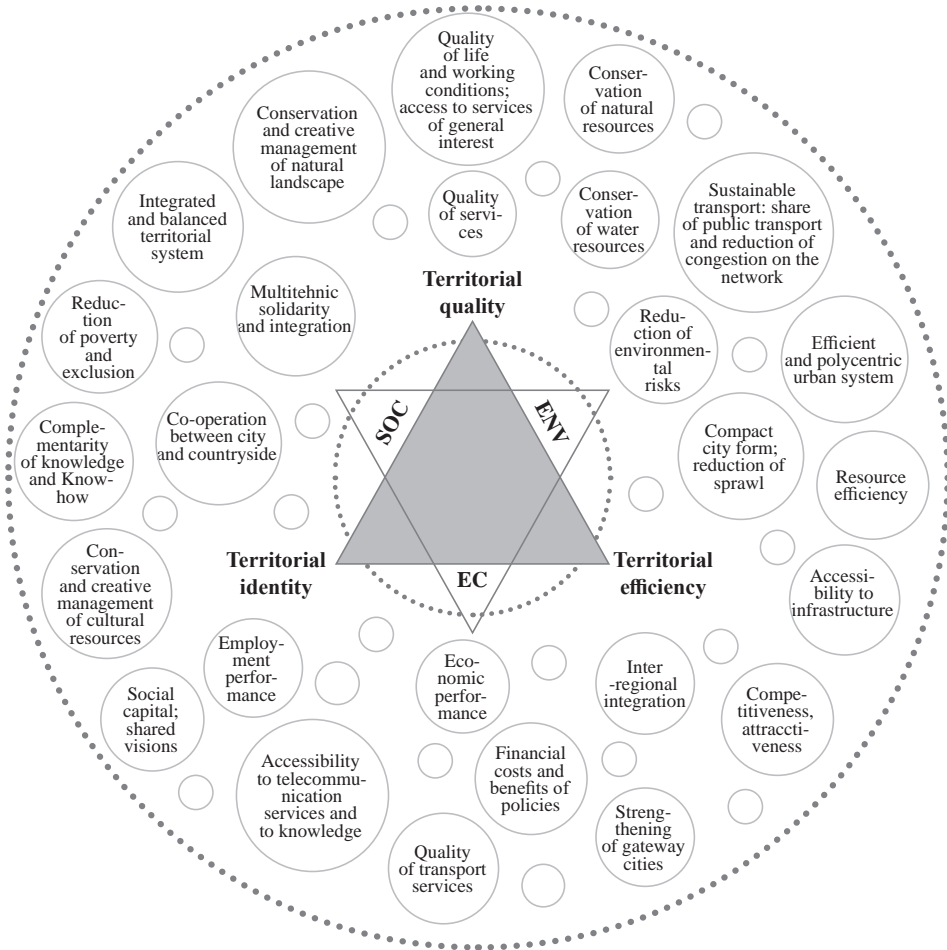 Quality
of life
and working
conditions;
access to services
of general
interest
Conser-
vation
of natural
resources
Conservation
and creative
management
of natural
landscape
Integrated
and balanced
territorial
system
Quality
of servi-
ces
Conser-
vation
of water
resources
Sustainable
transport: share
of public transport
and reduction of
congestion on the
network
Territorial
quality
Reduc-
tion
of poverty
and
exclusion
Multitehnic
solidarity
and integration
Redu-
ction of
environmen-
tal
risks
Efficient
and polycentric
urban system
SOC
ENV
Comple-
mentarity
of knowledge
and Know-
how
Co-operation
between city
and countryside
Compact
city form;
reduction of
sprawl
Resource
efficiency
Territorial
identity
EC
Territorial
efficiency
Con-
servation
and creative
management
of cultural
resources
Accessi-
bility to
infrastructure
Employ-
ment
perfor-
mance
Eco-
nomic
perfor-
mance
Inter
-regional
integration
Social
capital;
shared
visions
Compe-
titiveness,
attraccti-
veness
Accessibility
to telecommu-
nication
services and
to knowledge
Financial
costs and
benefits of
policies
Streng-
thening
of gateway
cities
Quality
of transport
services